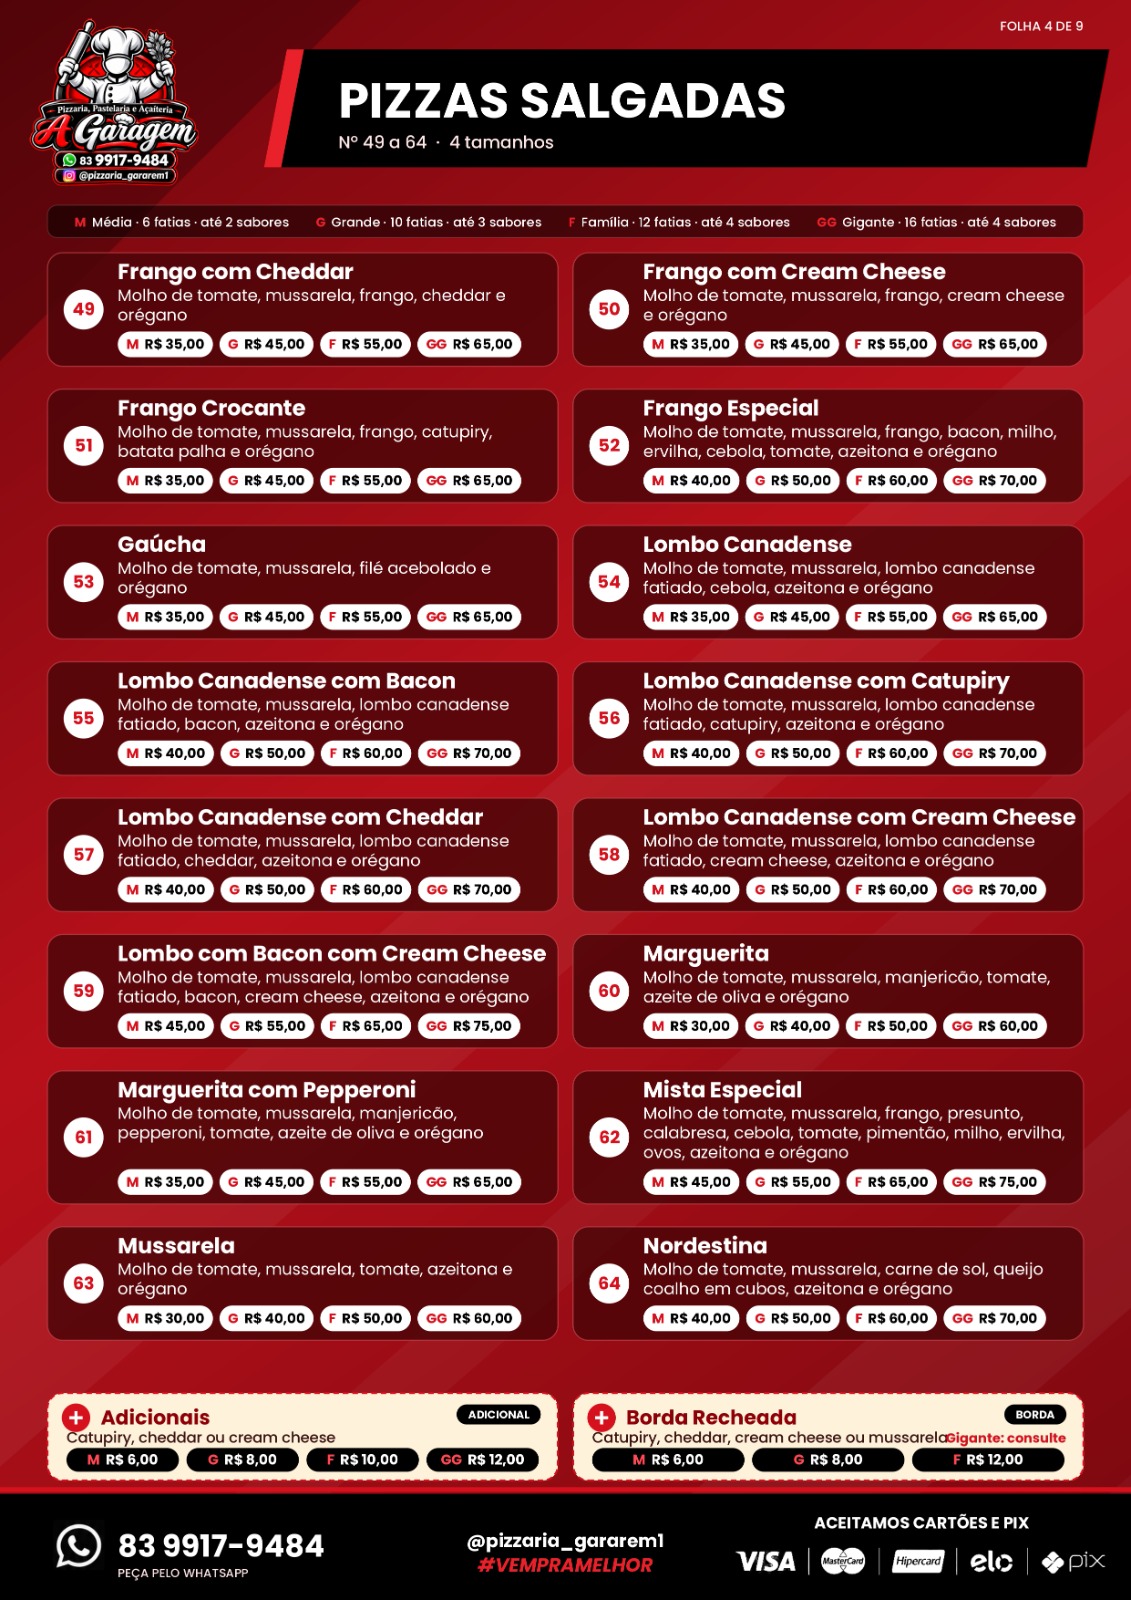 FOLHA 4 DE 9
Pizzaria, Pastelaria e Açaíteria
A Garagem
83 9917-9484
@pizzaria_gararem1
PIZZAS SALGADAS
Nº 49 a 64 · 4 tamanhos
M Média · 6 fatias · até 2 sabores G Grande · 10 fatias · até 3 sabores F Família · 12 fatias · até 4 sabores GG Gigante · 16 fatias · até 4 sabores
49
Frango com Cheddar
Molho de tomate, mussarela, frango, cheddar e
orégano
M R$ 35,00 G R$ 45,00 F R$ 55,00 GG R$ 65,00
50
Frango com Cream Cheese
Molho de tomate, mussarela, frango, cream cheese
e orégano
M R$ 35,00 G R$ 45,00 F R$ 55,00 GG R$ 65,00
51
Frango Crocante
Molho de tomate, mussarela, frango, catupiry,
batata palha e orégano
M R$ 35,00 G R$ 45,00 F R$ 55,00 GG R$ 65,00
52
Frango Especial
Molho de tomate, mussarela, frango, bacon, milho,
ervilha, cebola, tomate, azeitona e orégano
M R$ 40,00 G R$ 50,00 F R$ 60,00 GG R$ 70,00
53
Gaúcha
Molho de tomate, mussarela, filé acebolado e
orégano
M R$ 35,00 G R$ 45,00 F R$ 55,00 GG R$ 65,00
54
Lombo Canadense
Molho de tomate, mussarela, lombo canadense
fatiado, cebola, azeitona e orégano
M R$ 35,00 G R$ 45,00 F R$ 55,00 GG R$ 65,00
55
Lombo Canadense com Bacon
Molho de tomate, mussarela, lombo canadense
fatiado, bacon, azeitona e orégano
M R$ 40,00 G R$ 50,00 F R$ 60,00 GG R$ 70,00
56
Lombo Canadense com Catupiry
Molho de tomate, mussarela, lombo canadense
fatiado, catupiry, azeitona e orégano
M R$ 40,00 G R$ 50,00 F R$ 60,00 GG R$ 70,00
57
Lombo Canadense com Cheddar
Molho de tomate, mussarela, lombo canadense
fatiado, cheddar, azeitona e orégano
M R$ 40,00 G R$ 50,00 F R$ 60,00 GG R$ 70,00
58
Lombo Canadense com Cream Cheese
Molho de tomate, mussarela, lombo canadense
fatiado, cream cheese, azeitona e orégano
M R$ 40,00 G R$ 50,00 F R$ 60,00 GG R$ 70,00
59
Lombo com Bacon com Cream Cheese
Molho de tomate, mussarela, lombo canadense
fatiado, bacon, cream cheese, azeitona e orégano
M R$ 45,00 G R$ 55,00 F R$ 65,00 GG R$ 75,00
60
Marguerita
Molho de tomate, mussarela, manjericão, tomate,
azeite de oliva e orégano
M R$ 30,00 G R$ 40,00 F R$ 50,00 GG R$ 60,00
61
Marguerita com Pepperoni
Molho de tomate, mussarela, manjericão,
pepperoni, tomate, azeite de oliva e orégano
M R$ 35,00 G R$ 45,00 F R$ 55,00 GG R$ 65,00
62
Mista Especial
Molho de tomate, mussarela, frango, presunto,
calabresa, cebola, tomate, pimentão, milho, ervilha,
ovos, azeitona e orégano
M R$ 45,00 G R$ 55,00 F R$ 65,00 GG R$ 75,00
63
Mussarela
Molho de tomate, mussarela, tomate, azeitona e
orégano
M R$ 30,00 G R$ 40,00 F R$ 50,00 GG R$ 60,00
64
Nordestina
Molho de tomate, mussarela, carne de sol, queijo
coalho em cubos, azeitona e orégano
M R$ 40,00 G R$ 50,00 F R$ 60,00 GG R$ 70,00
+ Adicionais ADICIONAL
Catupiry, cheddar ou cream cheese
M R$ 6,00 G R$ 8,00 F R$ 10,00 GG R$ 12,00
+ Borda Recheada BORDA
Catupiry, cheddar, cream cheese ou mussarela Gigante: consulte
M R$ 6,00 G R$ 8,00 F R$ 12,00
83 9917-9484
PEÇA PELO WHATSAPP
@pizzaria_gararem1
#VEMPRAMELHOR
ACEITAMOS CARTÕES E PIX
VISA MasterCard Hipercard elo pix